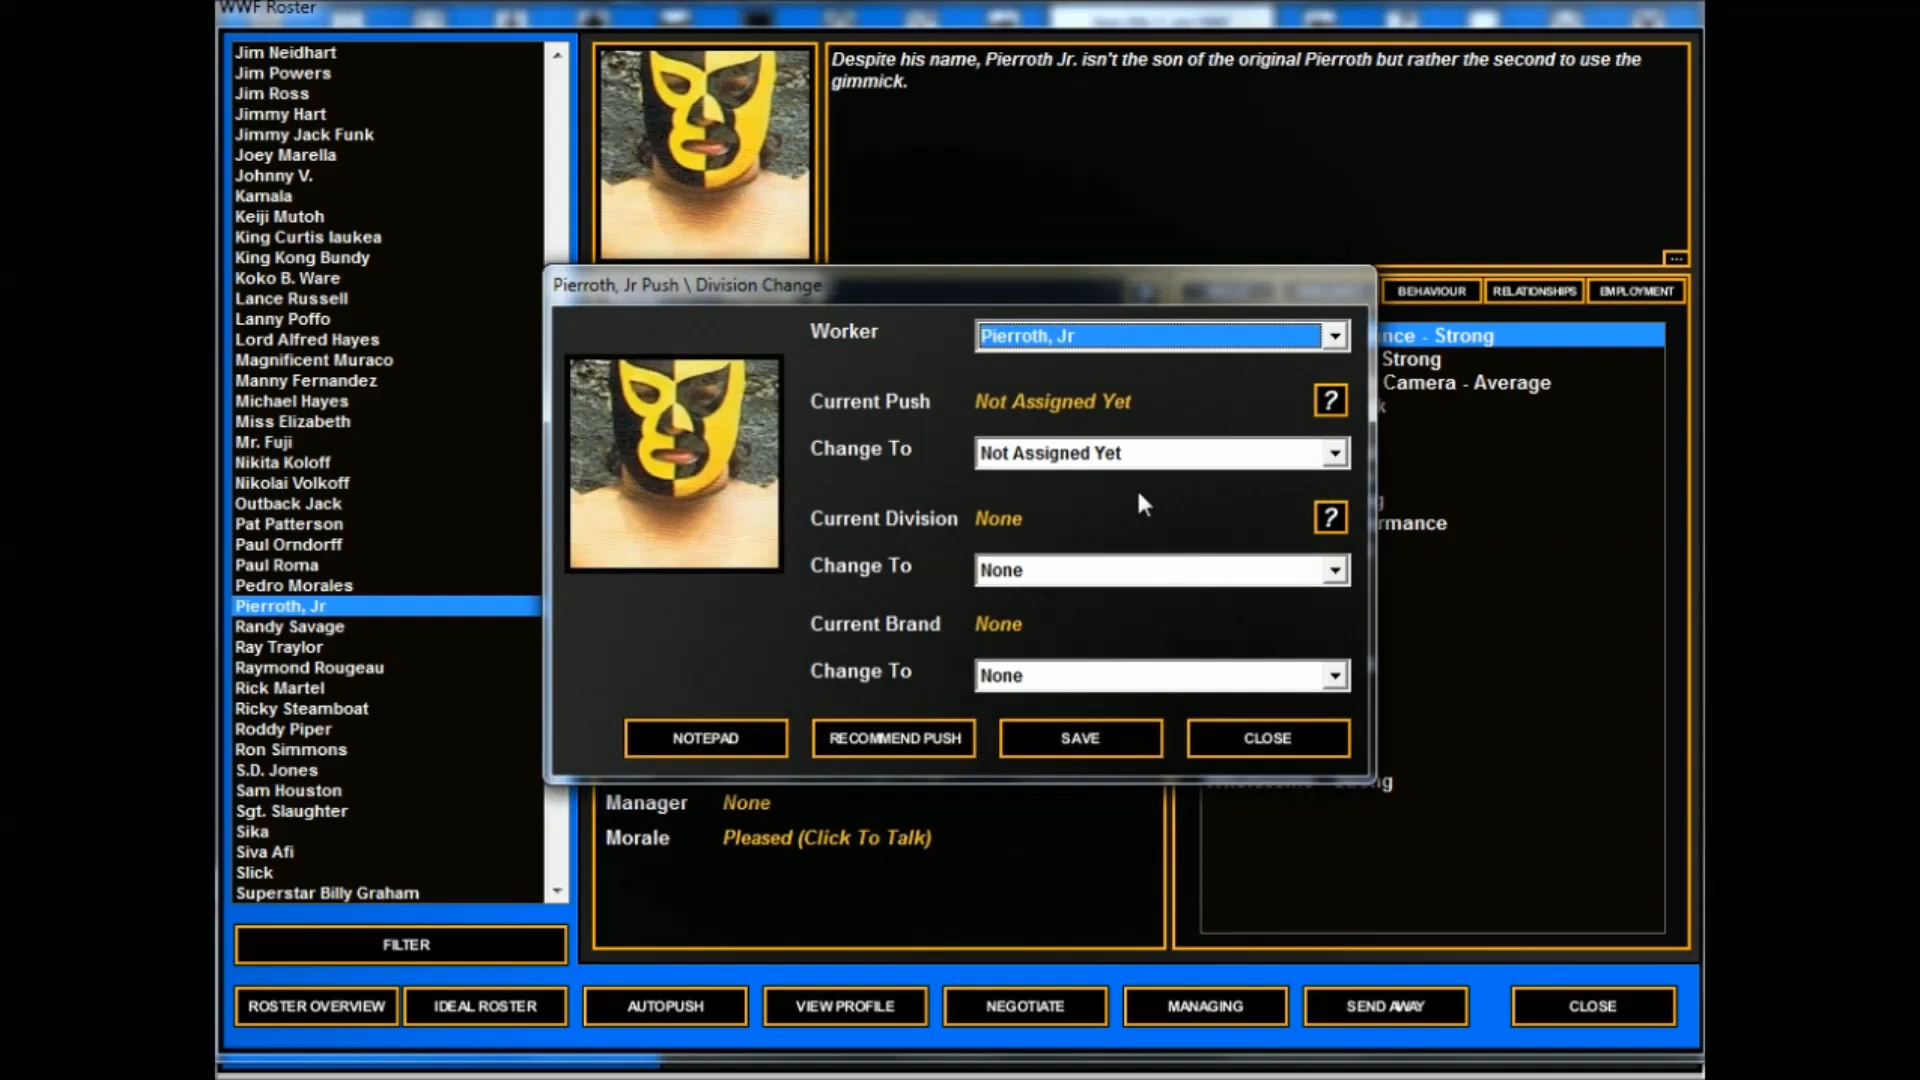 WWF Roster
Jim Neidhart
Jim Powers
Jim Ross
Jimmy Hart
Jimmy Jack Funk
Joey Marella
Johnny V.
Kamala
Keiji Mutoh
King Curtis Iaukea
King Kong Bundy
Koko B. Ware
Lance Russell
Lanny Poffo
Lord Alfred Hayes
Magnificent Muraco
Manny Fernandez
Michael Hayes
Miss Elizabeth
Mr. Fuji
Nikita Koloff
Nikolai Volkoff
Outback Jack
Pat Patterson
Paul Orndorff
Paul Roma
Pedro Morales
Pierroth, Jr
Randy Savage
Ray Traylor
Raymond Rougeau
Rick Martel
Ricky Steamboat
Roddy Piper
Ron Simmons
S.D. Jones
Sam Houston
Sgt. Slaughter
Sika
Siva Afi
Slick
Superstar Billy Graham
FILTER
Despite his name, Pierroth Jr. isn't the son of the original Pierroth but rather the second to use the
gimmick.
...
BEHAVIOUR RELATIONSHIPS EMPLOYMENT
nce - Strong
Strong
Camera - Average
rmance
Pierroth, Jr Push \ Division Change
Worker Pierroth, Jr
Current Push Not Assigned Yet ?
Change To Not Assigned Yet
Current Division None ?
Change To None
Current Brand None
Change To None
NOTEPAD RECOMMEND PUSH SAVE CLOSE
Manager None
Morale Pleased (Click To Talk)
ROSTER OVERVIEW IDEAL ROSTER AUTOPUSH VIEW PROFILE NEGOTIATE MANAGING SEND AWAY CLOSE